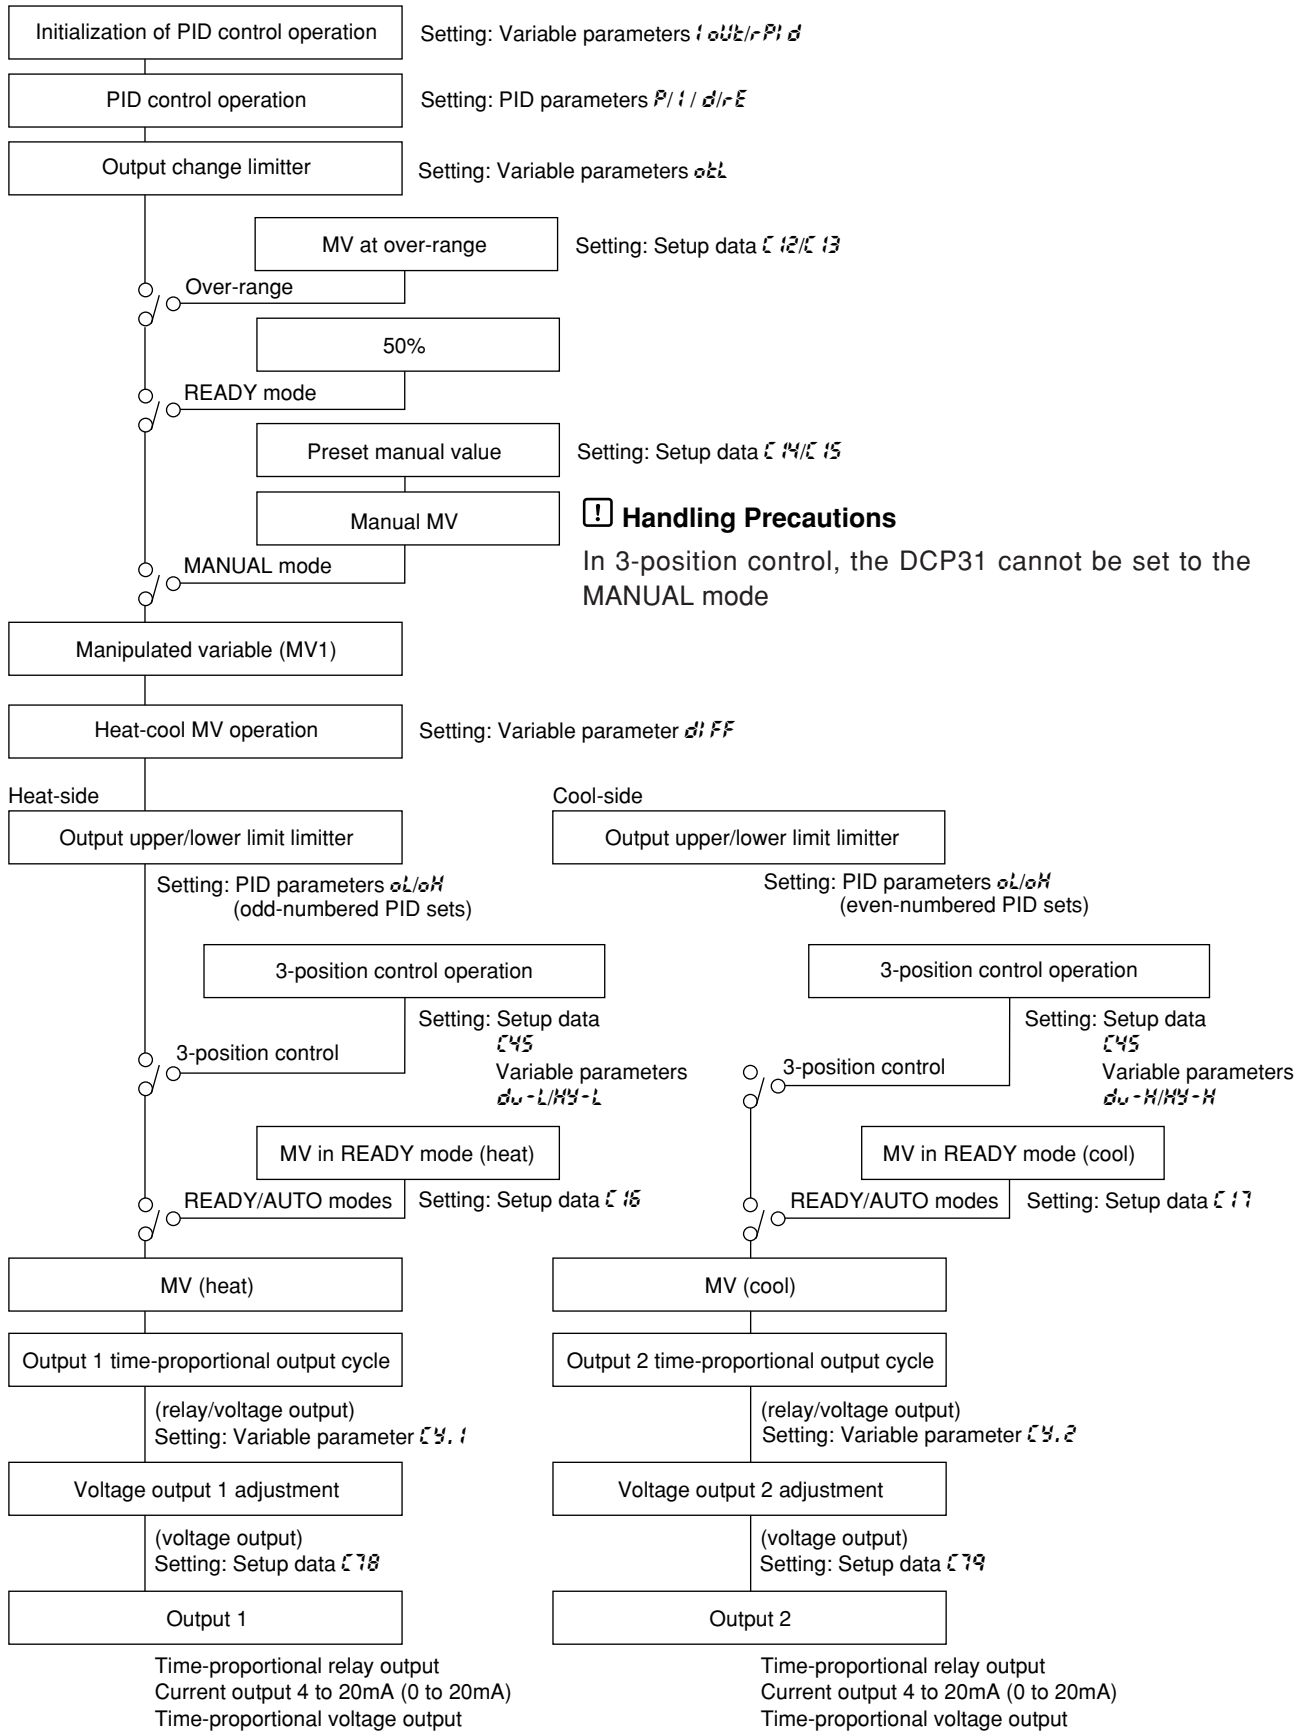 Initialization of PID control operation
Setting: Variable parameters IoUt/rPId
PID control operation
Setting: PID parameters P/I/d/rE
Output change limitter
Setting: Variable parameters otL
MV at over-range
Setting: Setup data C12/C13
Over-range
50%
READY mode
Preset manual value
Setting: Setup data C14/C15
Manual MV
! Handling Precautions
In 3-position control, the DCP31 cannot be set to the
MANUAL mode
MANUAL mode
Manipulated variable (MV1)
Heat-cool MV operation
Setting: Variable parameter dIFF
Heat-side
Cool-side
Output upper/lower limit limitter
Output upper/lower limit limitter
Setting: PID parameters oL/oH
(odd-numbered PID sets)
Setting: PID parameters oL/oH
(even-numbered PID sets)
3-position control operation
3-position control operation
Setting: Setup data
C45
Variable parameters
dv-L/HY-L
3-position control
Setting: Setup data
C45
Variable parameters
dv-H/HY-H
3-position control
MV in READY mode (heat)
MV in READY mode (cool)
READY/AUTO modes
Setting: Setup data C16
READY/AUTO modes
Setting: Setup data C17
MV (heat)
MV (cool)
Output 1 time-proportional output cycle
Output 2 time-proportional output cycle
(relay/voltage output)
Setting: Variable parameter CY.1
(relay/voltage output)
Setting: Variable parameter CY.2
Voltage output 1 adjustment
Voltage output 2 adjustment
(voltage output)
Setting: Setup data C78
(voltage output)
Setting: Setup data C79
Output 1
Output 2
Time-proportional relay output
Current output 4 to 20mA (0 to 20mA)
Time-proportional voltage output
Time-proportional relay output
Current output 4 to 20mA (0 to 20mA)
Time-proportional voltage output